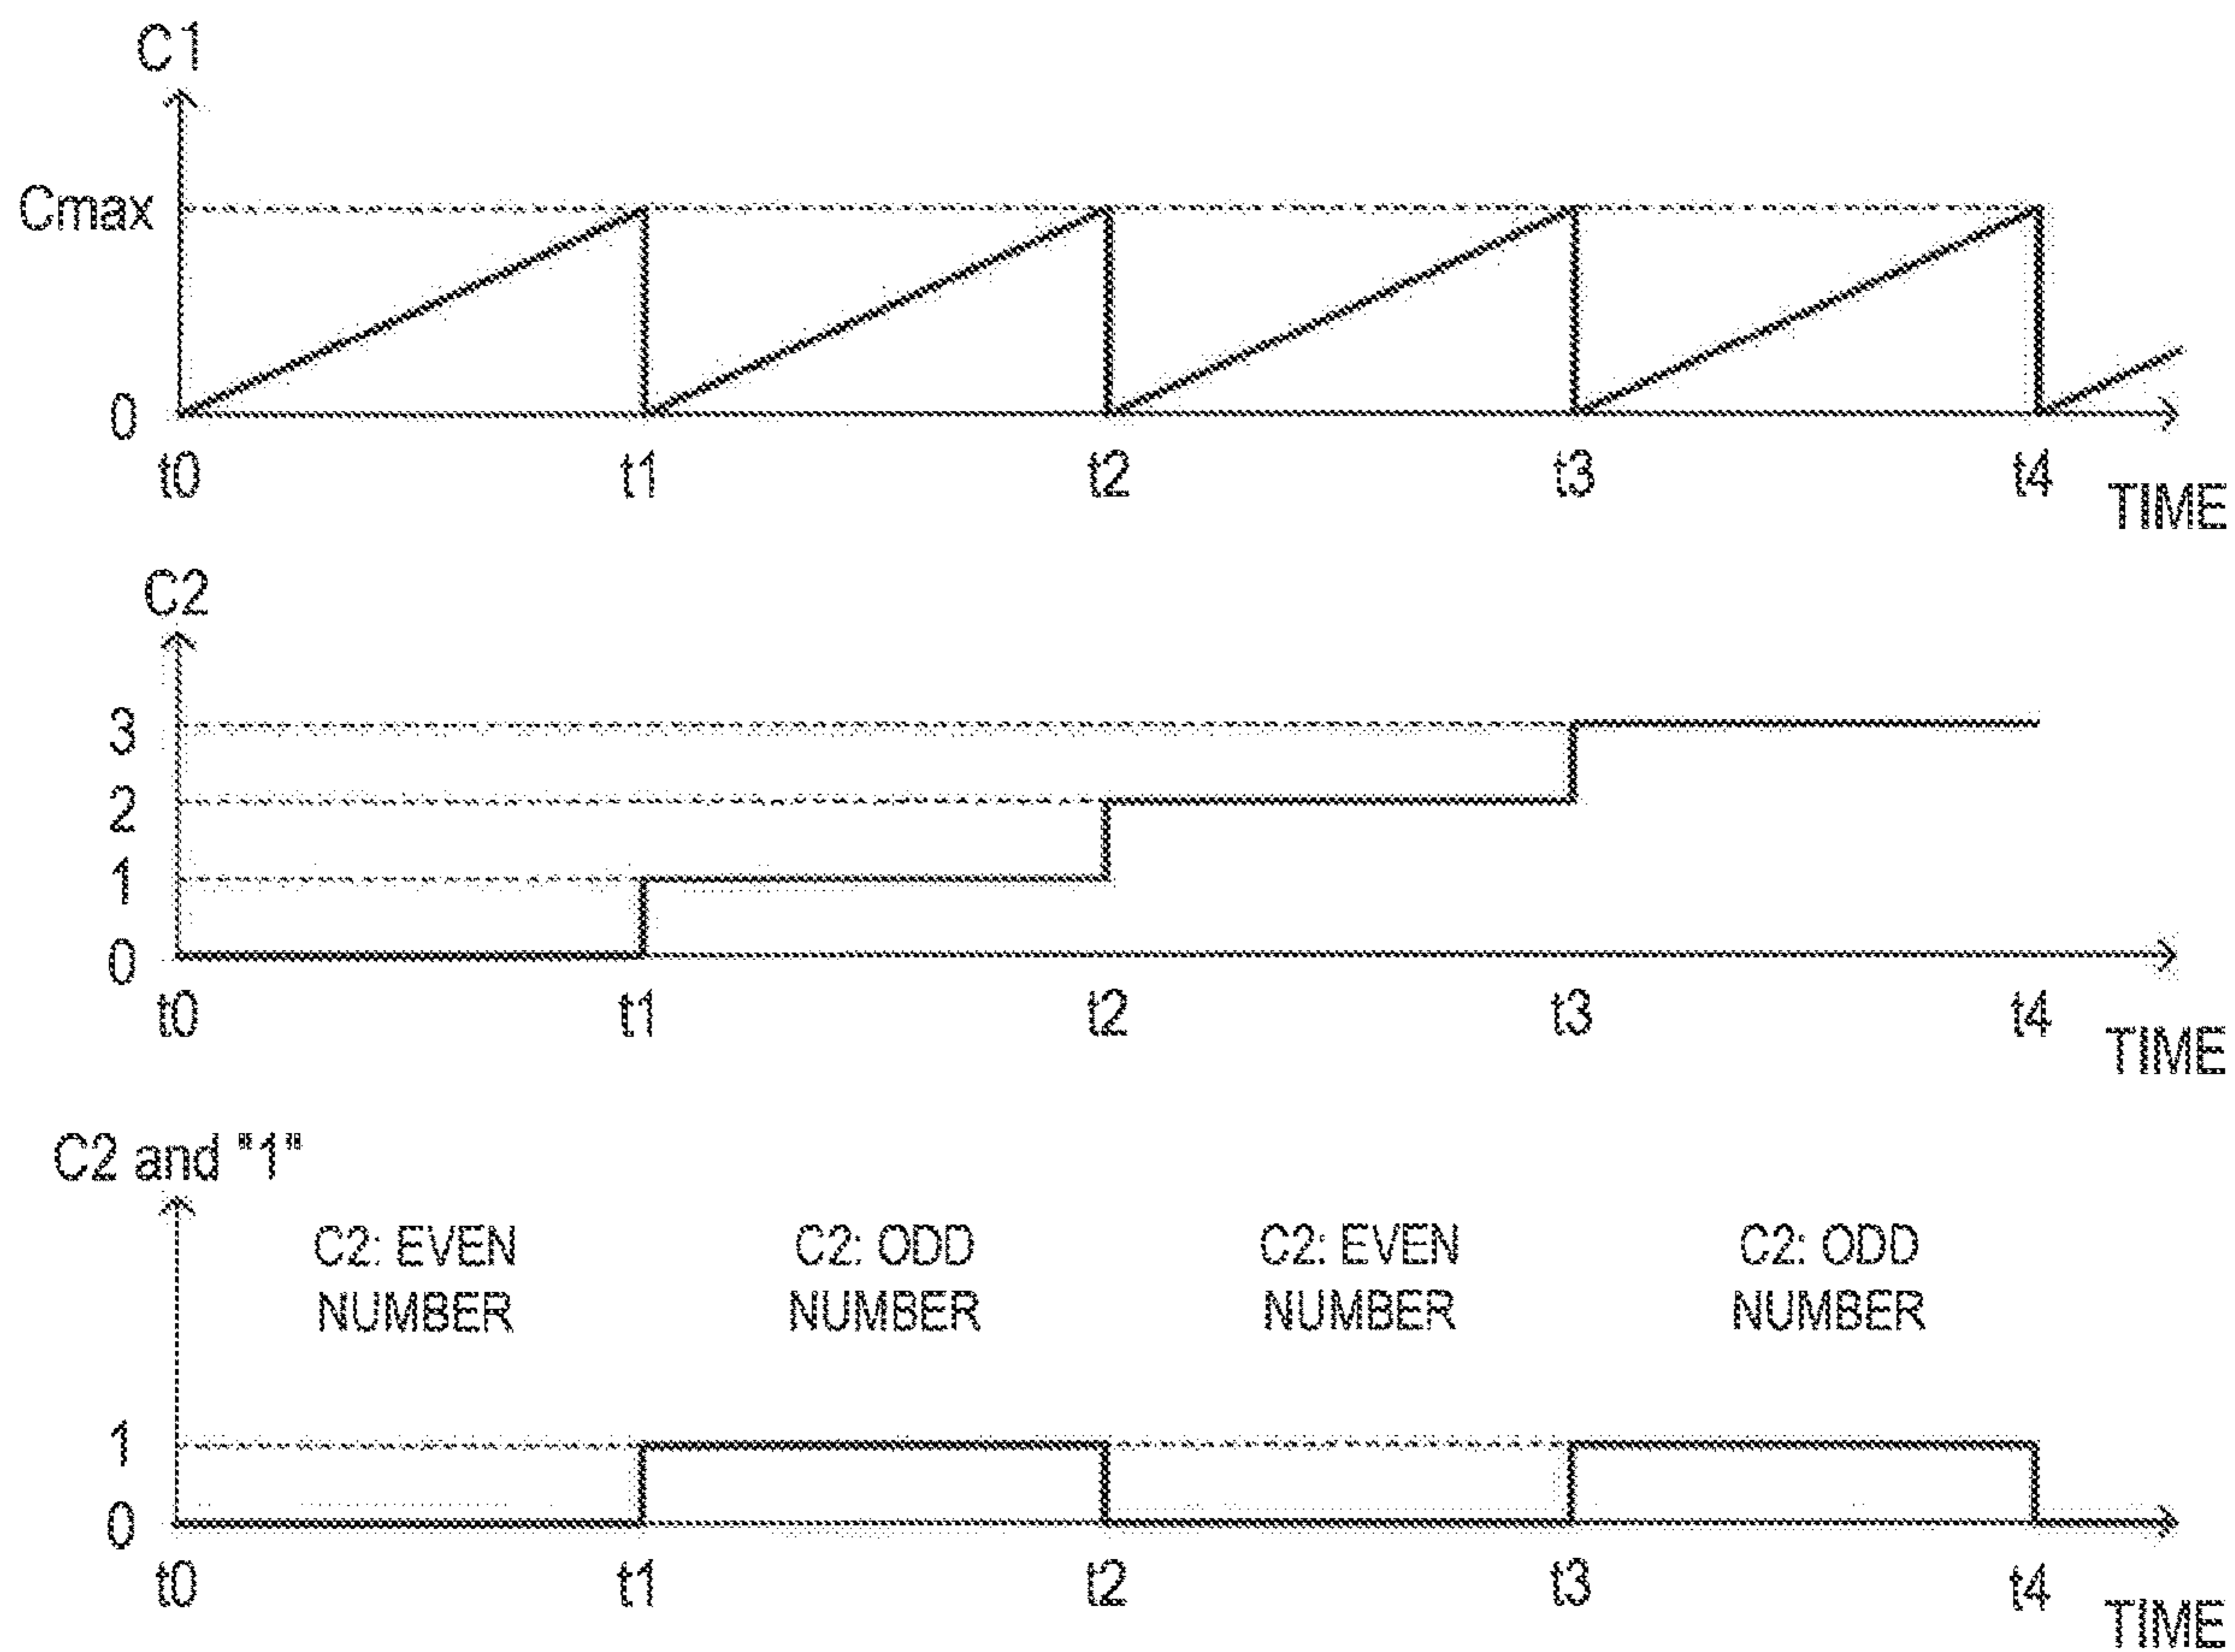 C1
Cmax
0
t0 t1 t2 t3 t4 TIME
C2
3
2
1
0
t0 t1 t2 t3 t4 TIME
C2 and "1"
C2: EVEN NUMBER
C2: ODD NUMBER
C2: EVEN NUMBER
C2: ODD NUMBER
1
0
t0 t1 t2 t3 t4 TIME